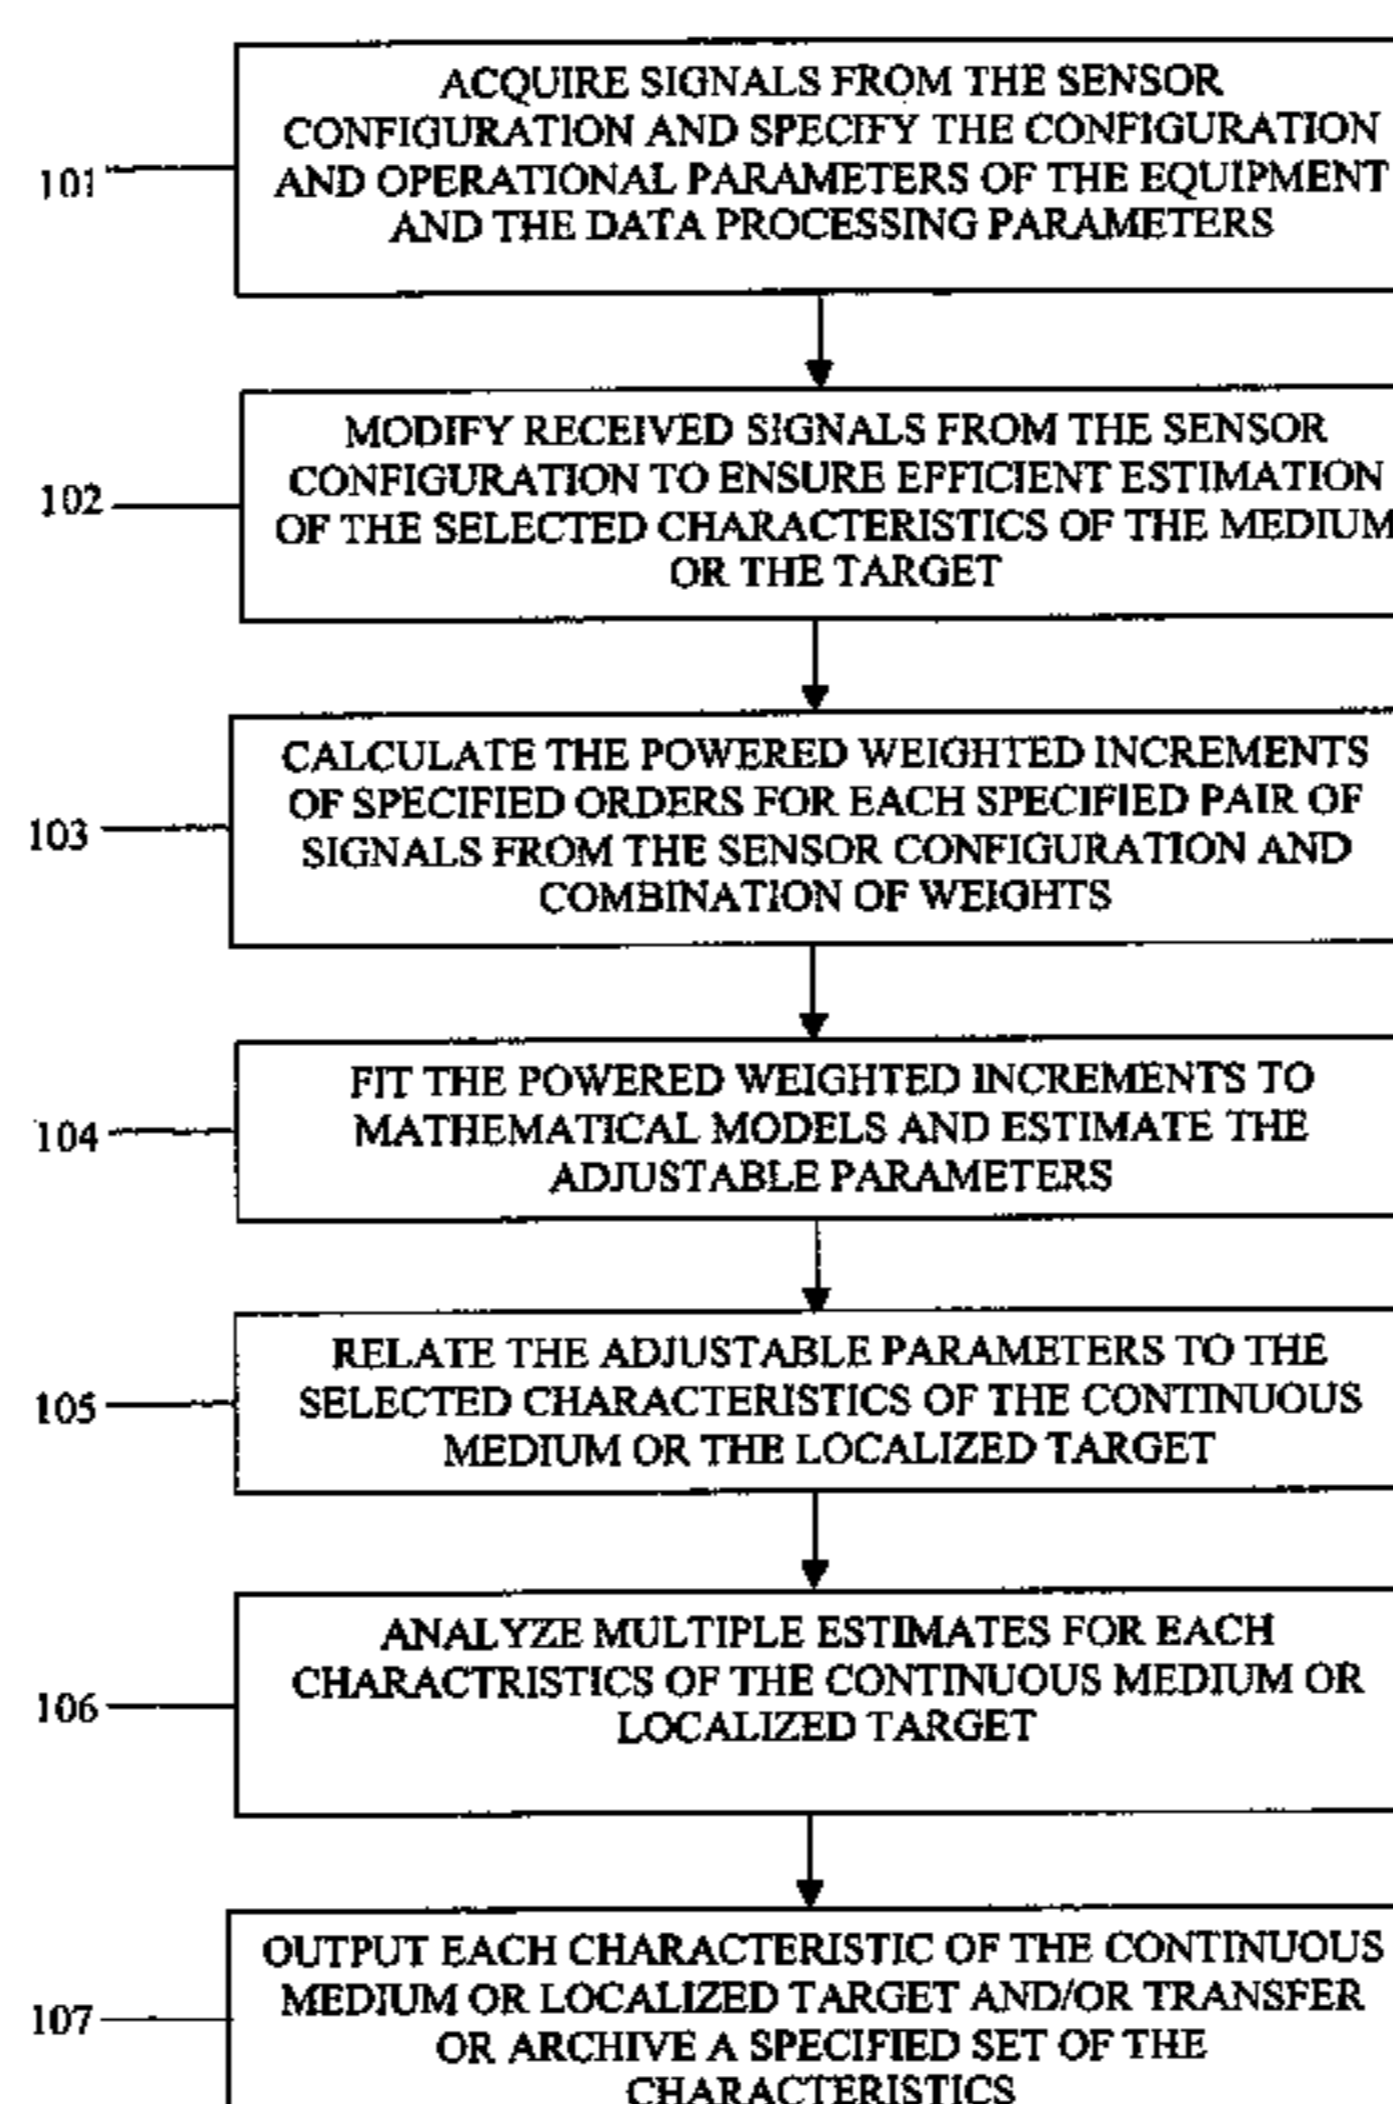 ACQUIRE SIGNALS FROM THE SENSOR
CONFIGURATION AND SPECIFY THE CONFIGURATION
101 AND OPERATIONAL PARAMETERS OF THE EQUIPMENT
AND THE DATA PROCESSING PARAMETERS
MODIFY RECEIVED SIGNALS FROM THE SENSOR
102 CONFIGURATION TO ENSURE EFFICIENT ESTIMATION
OF THE SELECTED CHARACTERISTICS OF THE MEDIUM
OR THE TARGET
CALCULATE THE POWERED WEIGHTED INCREMENTS
OF SPECIFIED ORDERS FOR EACH SPECIFIED PAIR OF
103 SIGNALS FROM THE SENSOR CONFIGURATION AND
COMBINATION OF WEIGHTS
FIT THE POWERED WEIGHTED INCREMENTS TO
104 MATHEMATICAL MODELS AND ESTIMATE THE
ADJUSTABLE PARAMETERS
RELATE THE ADJUSTABLE PARAMETERS TO THE
105 SELECTED CHARACTERISTICS OF THE CONTINUOUS
MEDIUM OR THE LOCALIZED TARGET
ANALYZE MULTIPLE ESTIMATES FOR EACH
CHARACTRISTICS OF THE CONTINUOUS MEDIUM OR
106 LOCALIZED TARGET
OUTPUT EACH CHARACTERISTIC OF THE CONTINUOUS
MEDIUM OR LOCALIZED TARGET AND/OR TRANSFER
107 OR ARCHIVE A SPECIFIED SET OF THE
CHARACTERISTICS